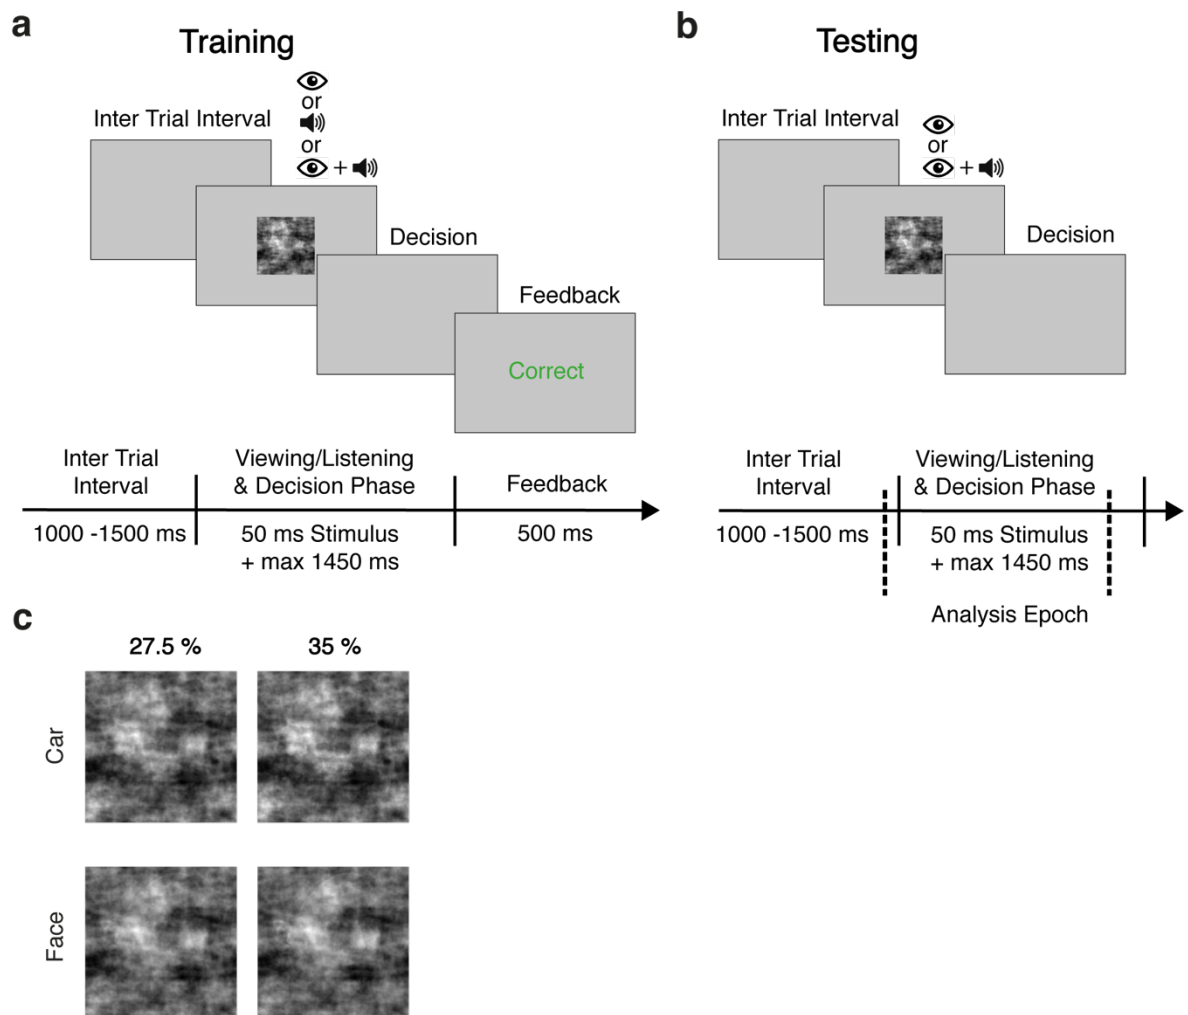 a
Training
or
or
+
Inter Trial Interval
Decision
Feedback
Correct
Inter Trial
Interval
Viewing/Listening
& Decision Phase
Feedback
1000 -1500 ms
50 ms Stimulus
+ max 1450 ms
500 ms
b
Testing
or
+
Inter Trial Interval
Decision
Inter Trial
Interval
Viewing/Listening
& Decision Phase
1000 -1500 ms
50 ms Stimulus
+ max 1450 ms
Analysis Epoch
c
27.5 %
35 %
Car
Face